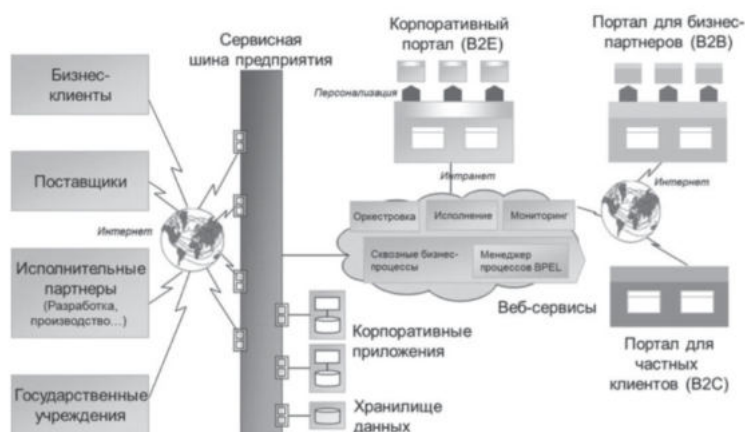 Корпоративный
портал (B2E)
Портал для бизнес-
партнеров (B2B)
Сервисная
шина предприятия
Бизнес-
клиенты
Персонализация
Интранет
Интернет
Поставщики
Оркестровка
Исполнение
Мониторинг
Интернет
Сквозные бизнес-
процессы
Менеджер
процессов BPEL
Исполнительные
партнеры
(Разработка,
производство...)
Веб-сервисы
Корпоративные
приложения
Портал для
частных
клиентов (B2C)
Государственные
учреждения
Хранилище
данных